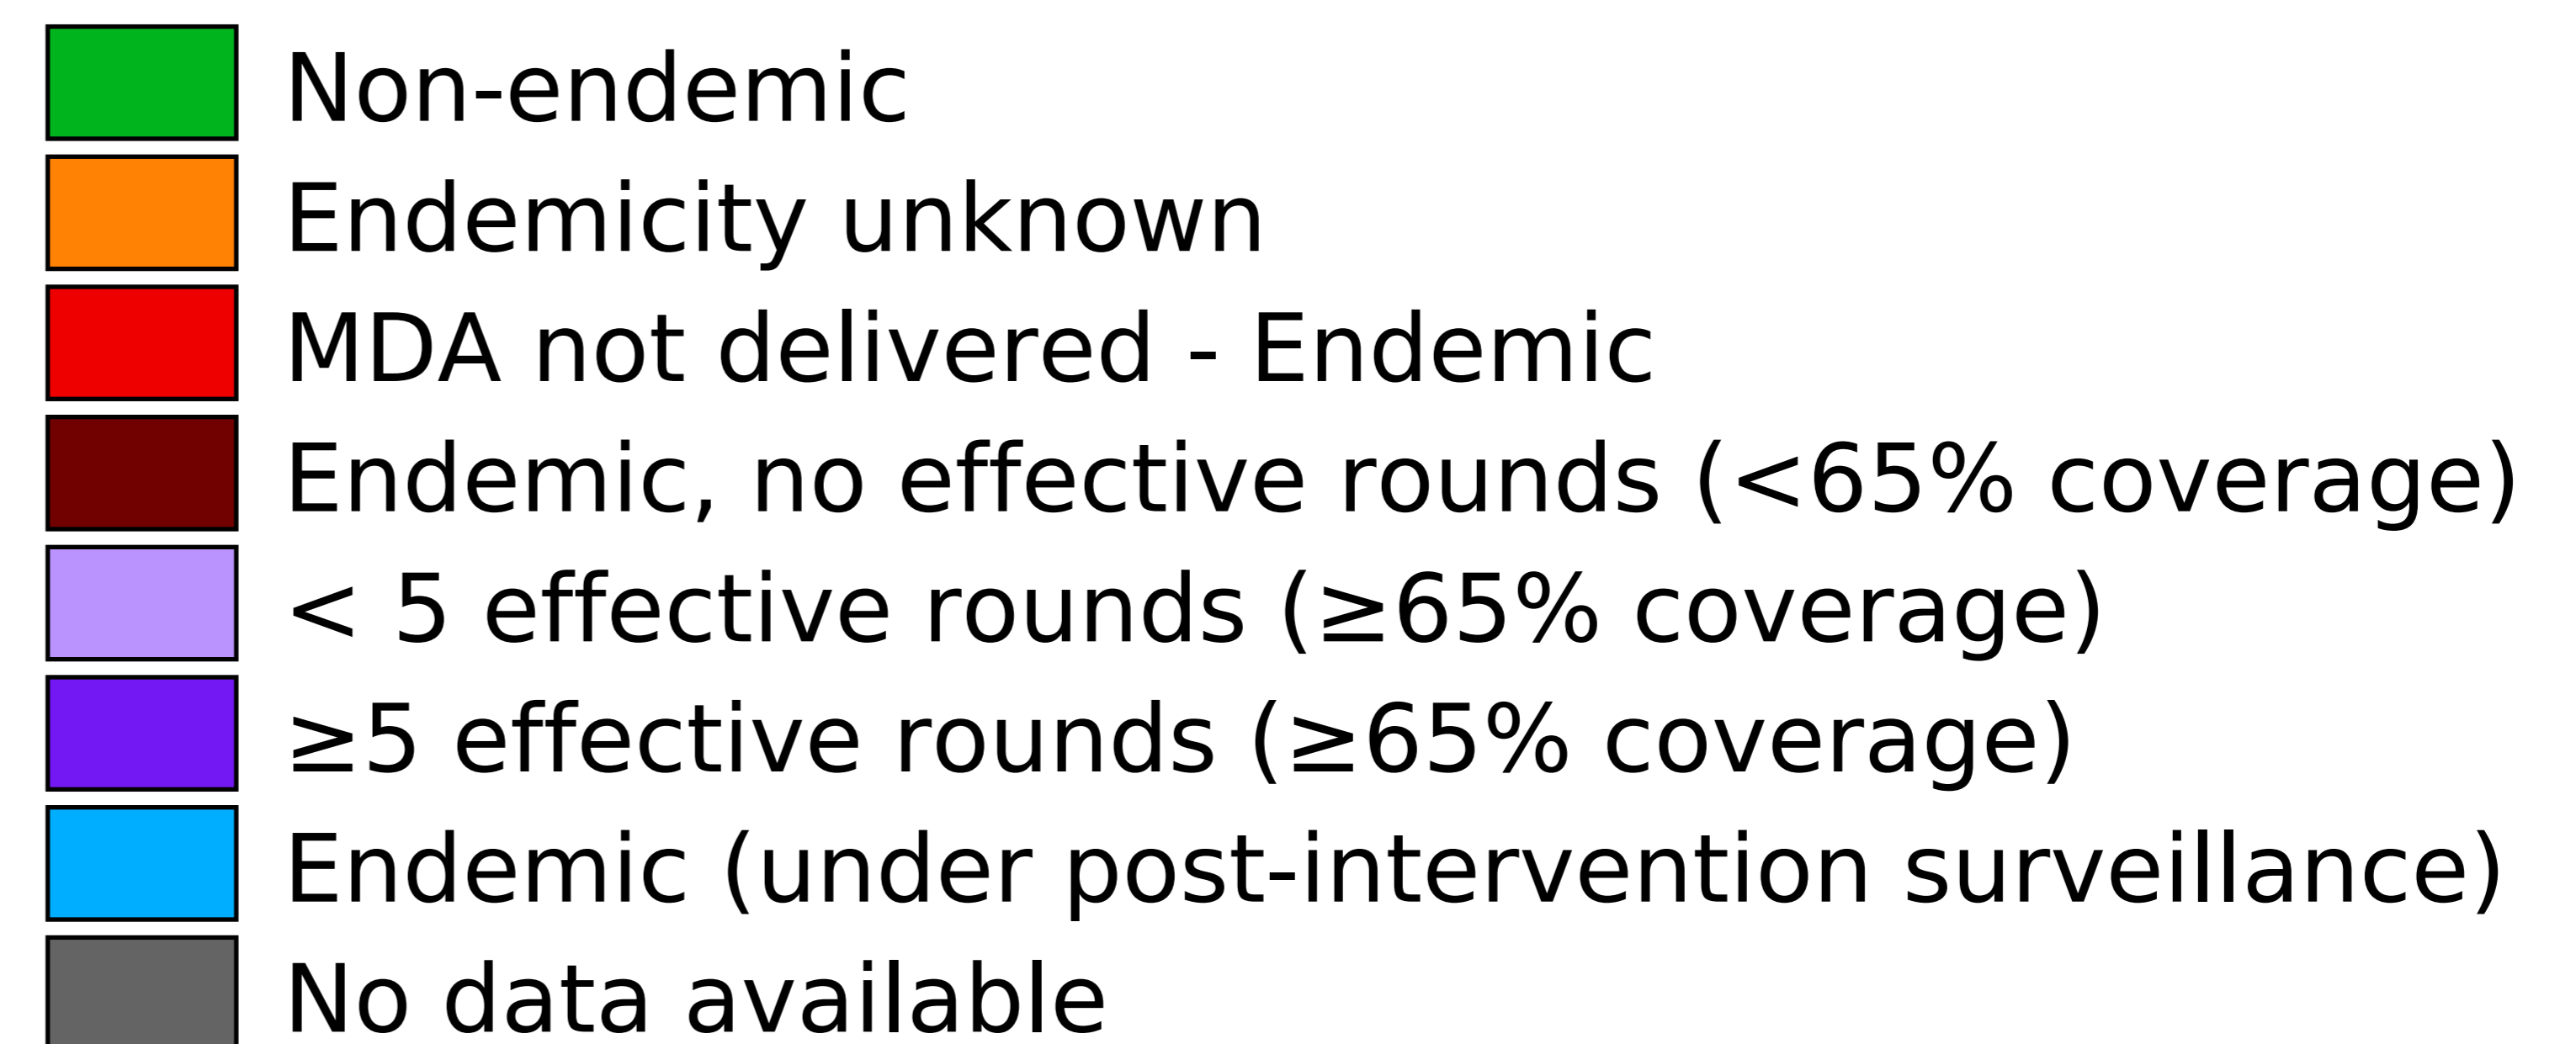 Non-endemic
Endemicity unknown
MDA not delivered - Endemic
Endemic, no effective rounds (<65% coverage)
< 5 effective rounds (≥65% coverage)
≥5 effective rounds (≥65% coverage)
Endemic (under post-intervention surveillance)
No data available